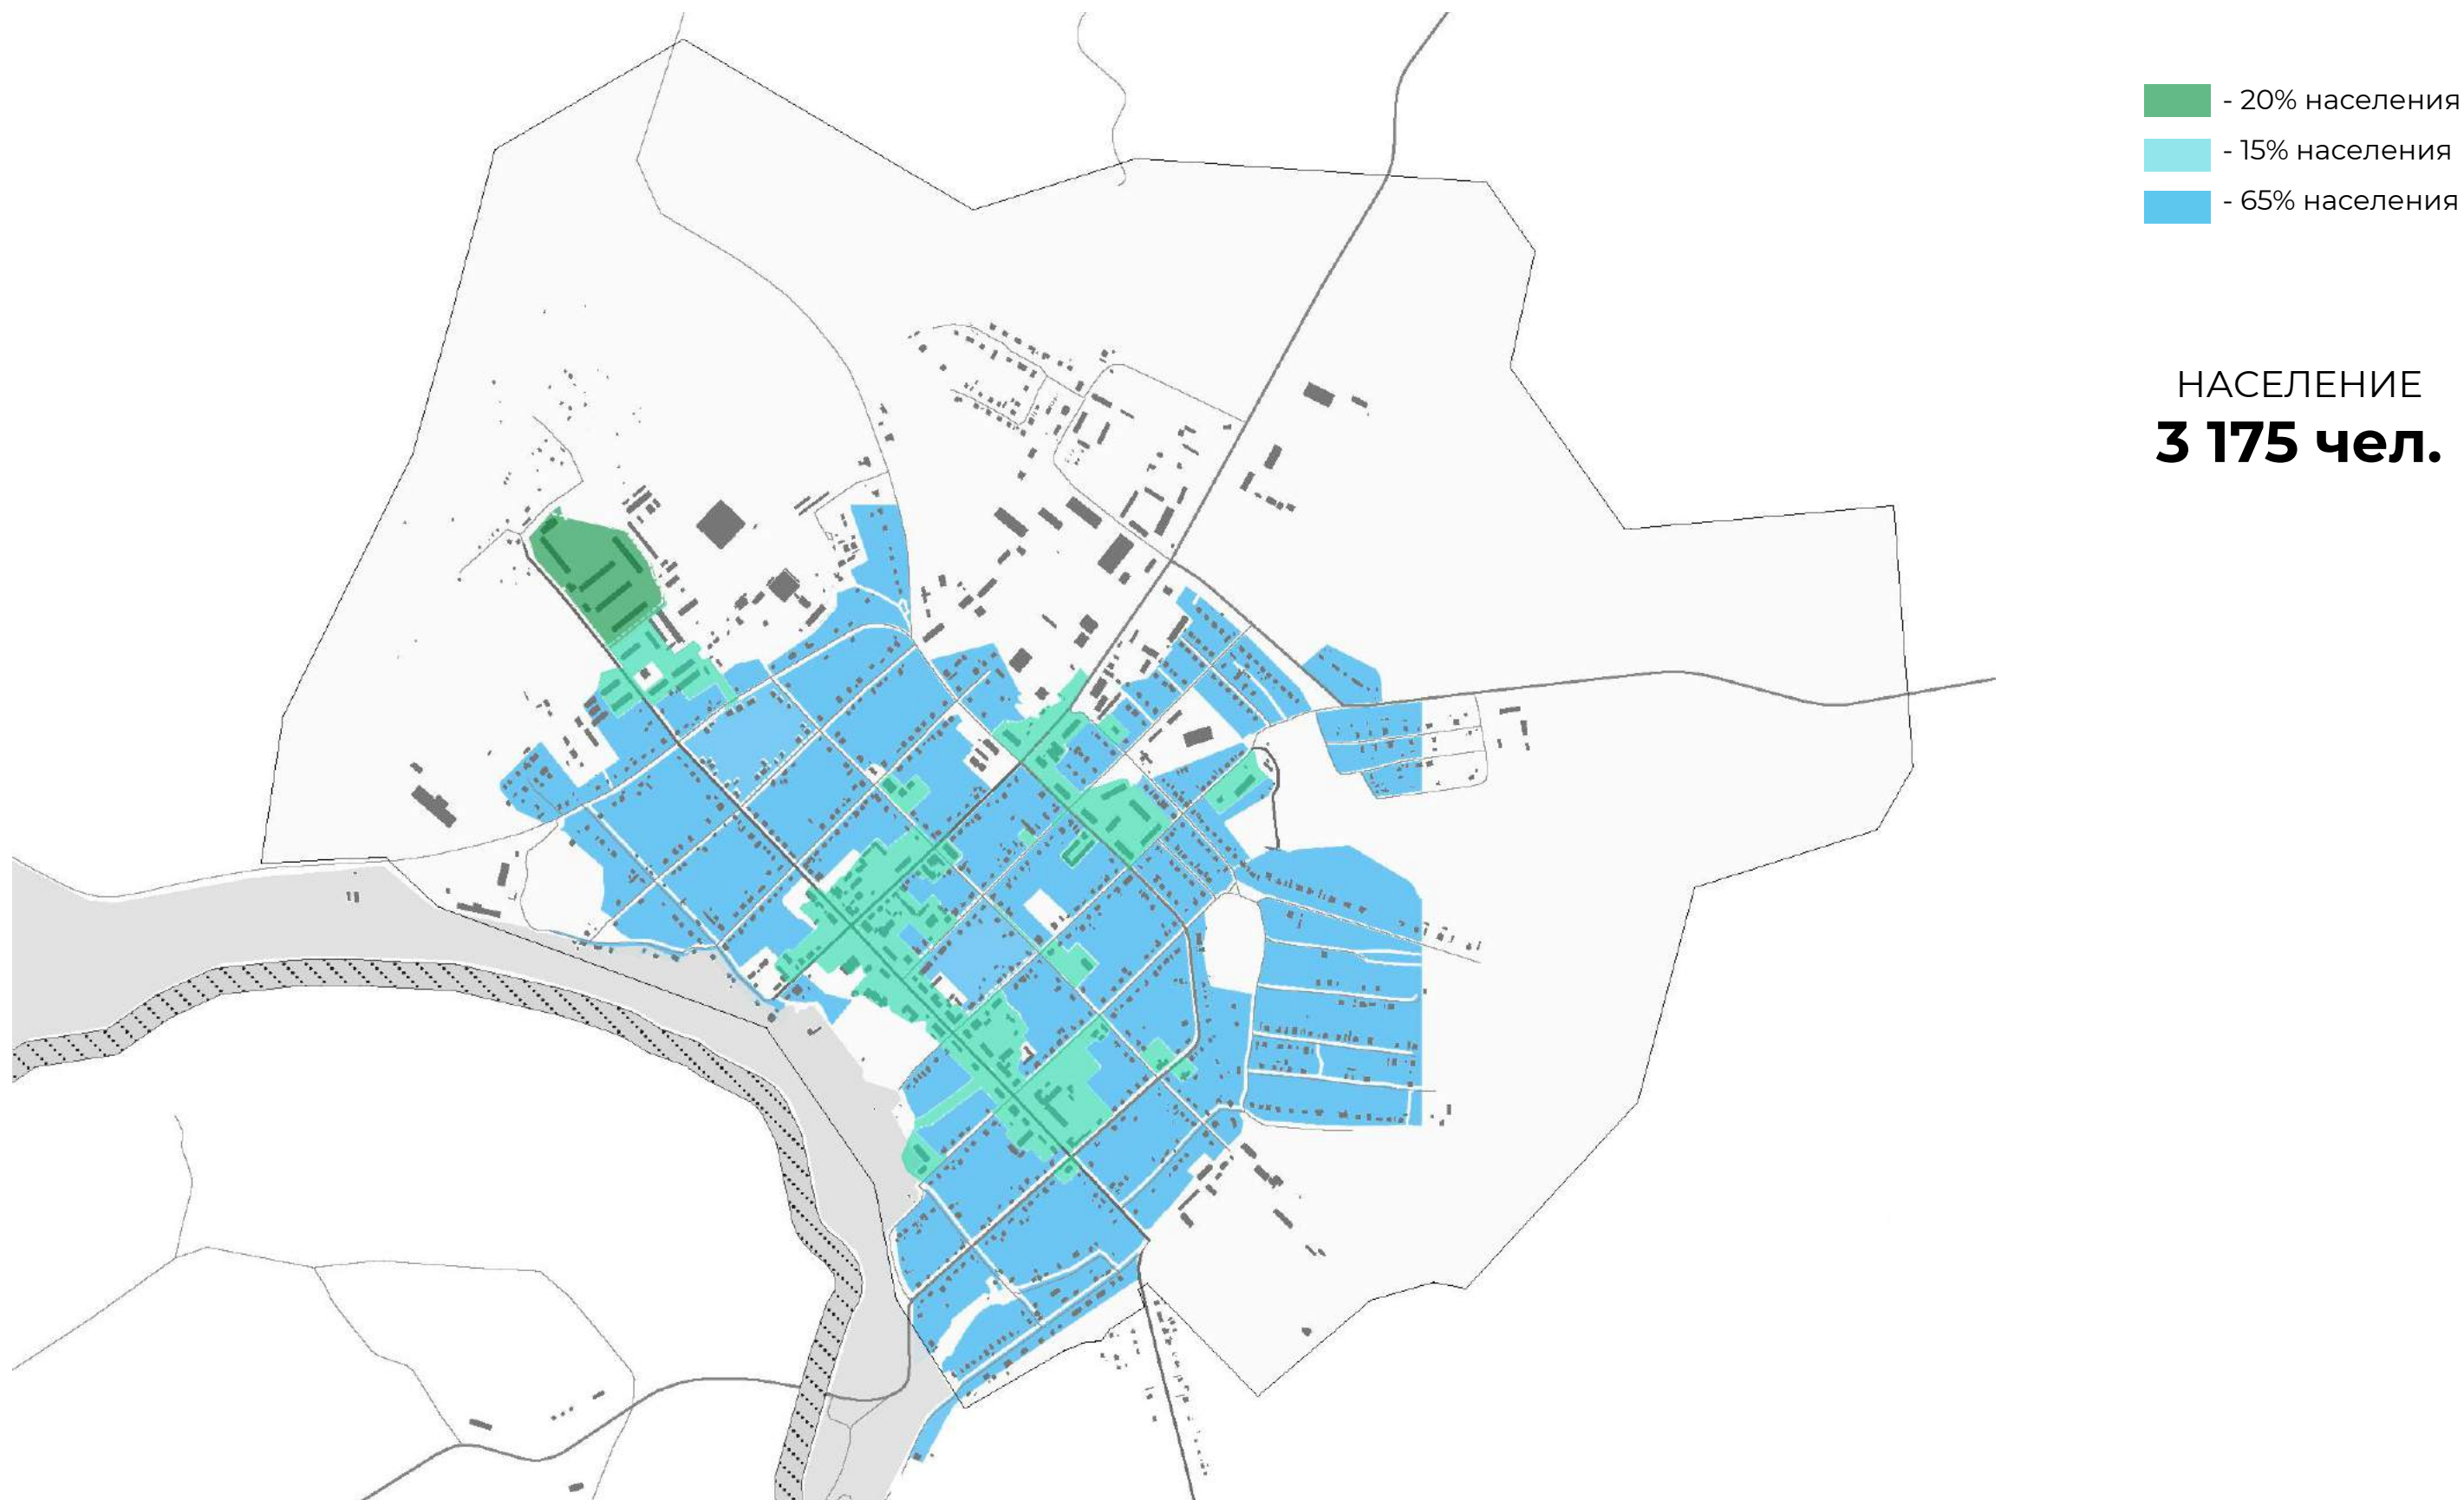 - 20% населения
- 15% населения
- 65% населения
НАСЕЛЕНИЕ
3 175 чел.